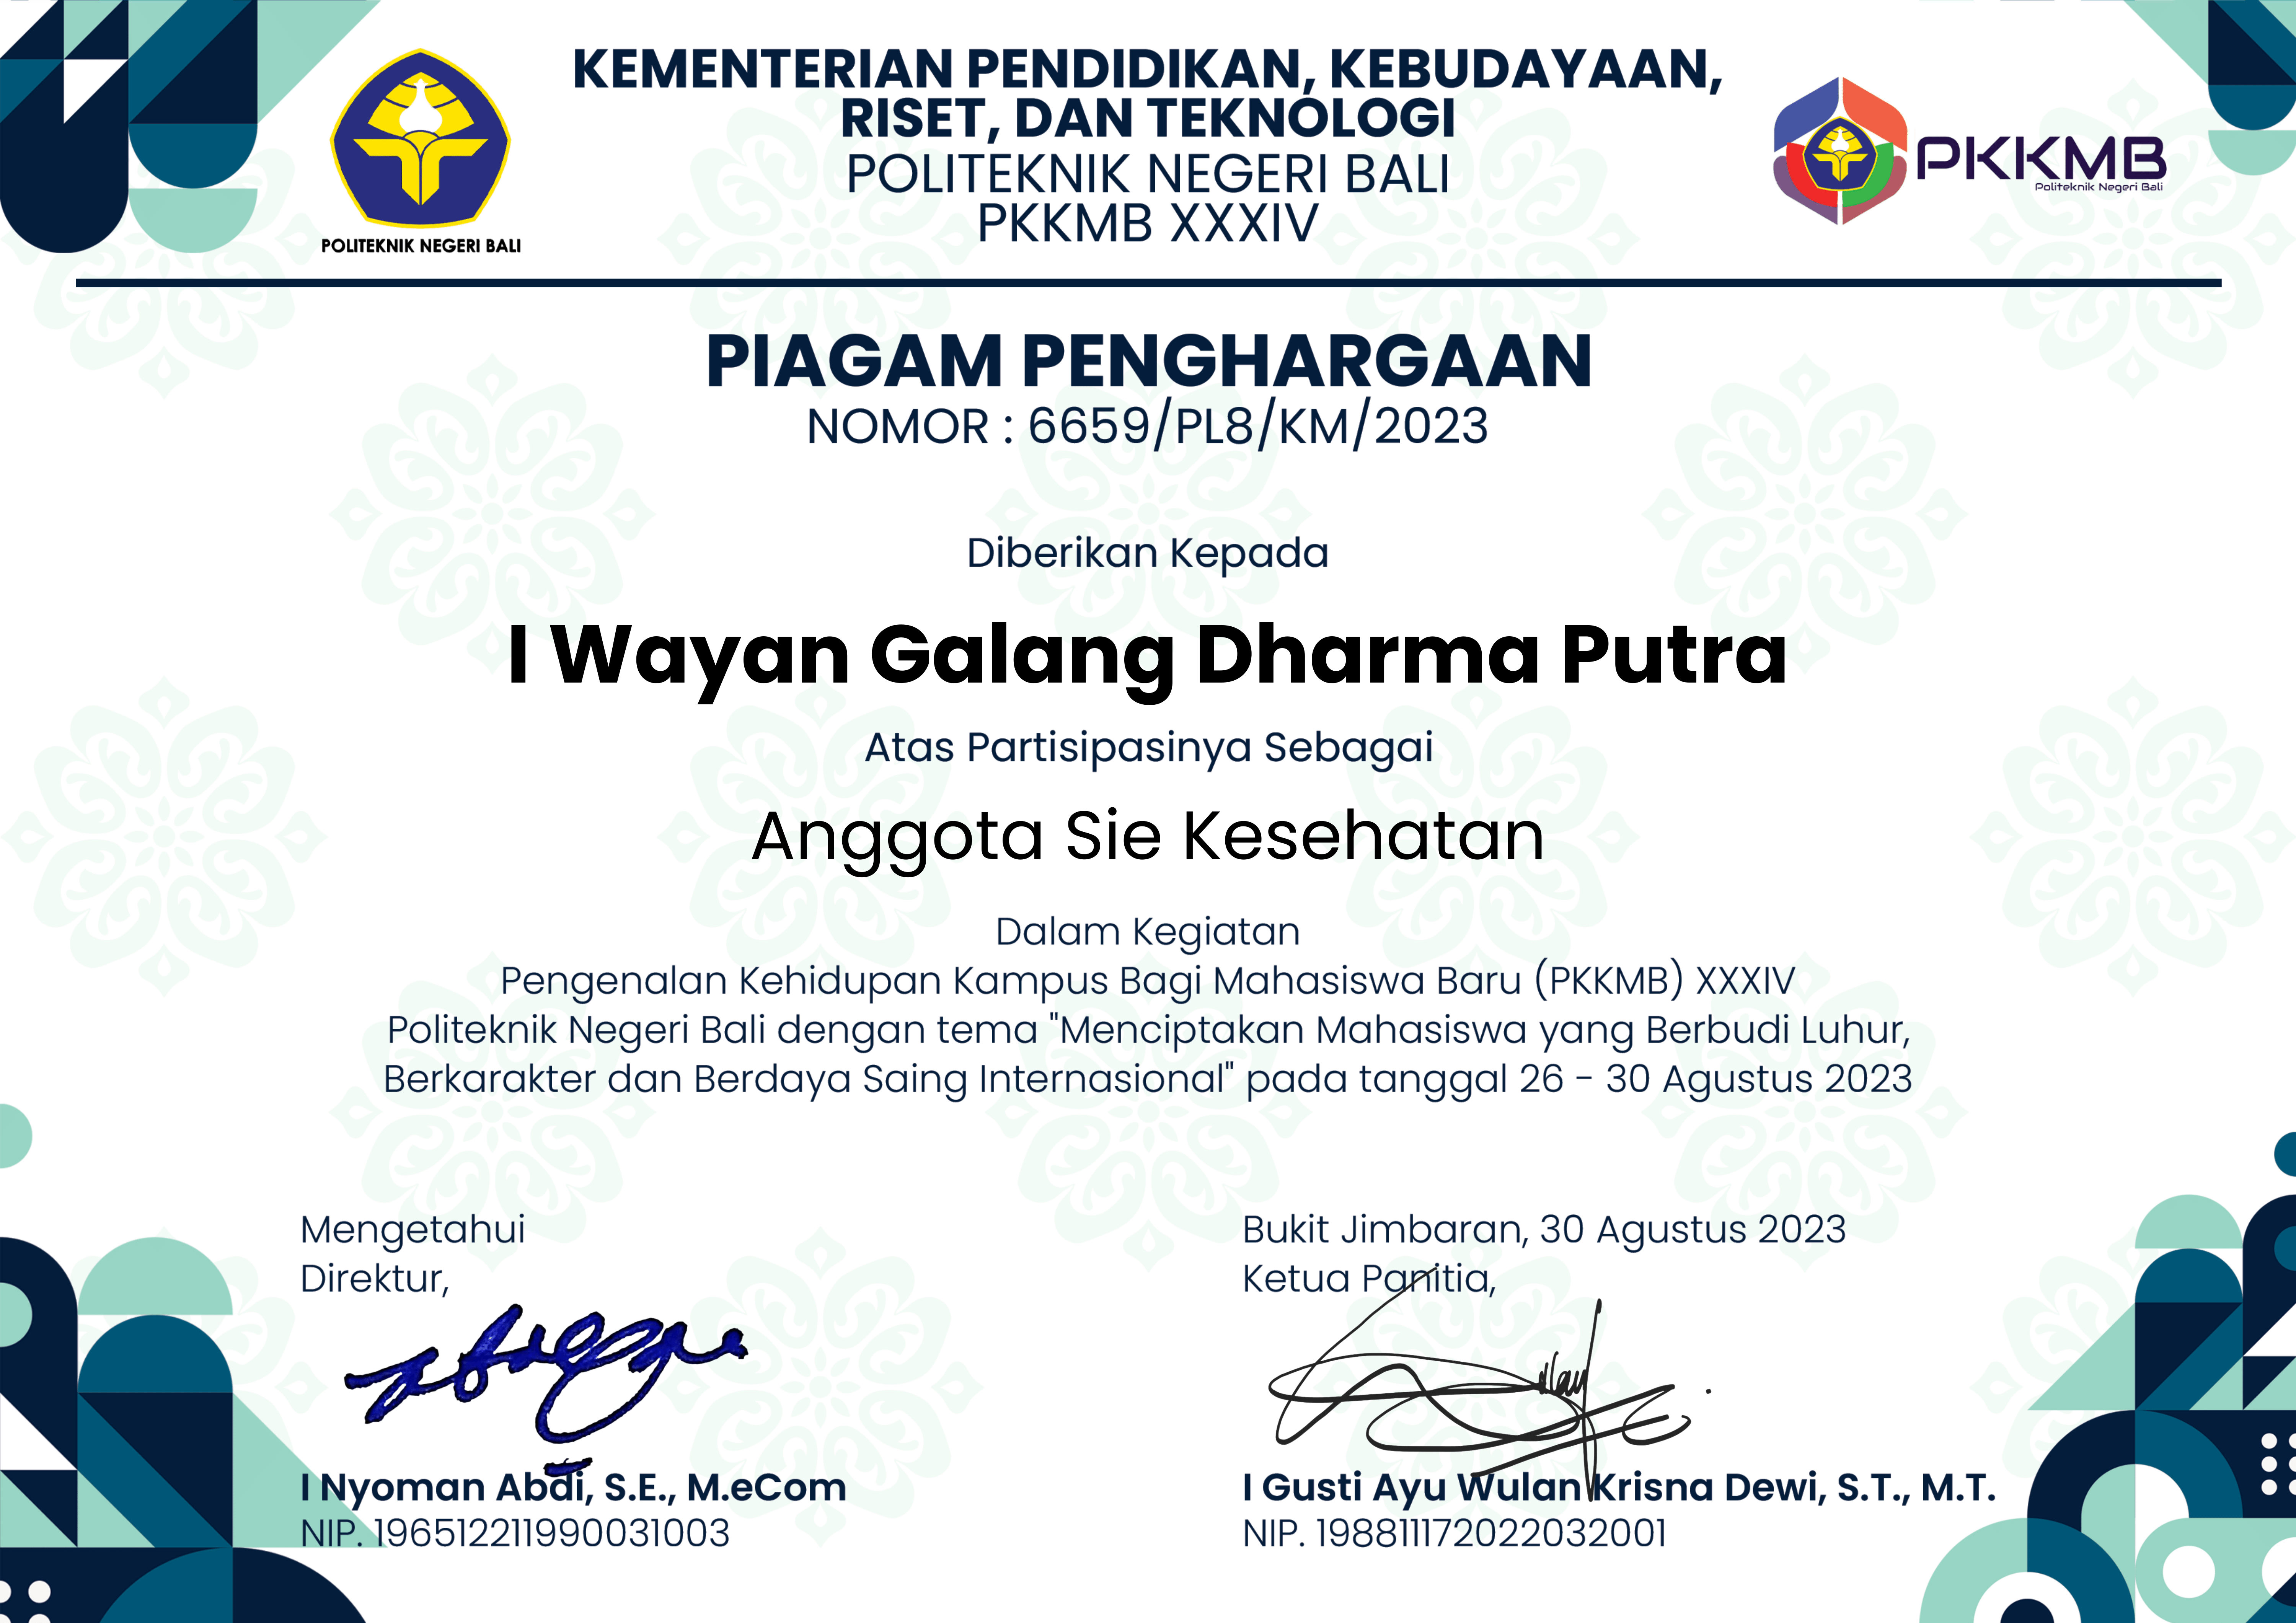 KEMENTERIAN PENDIDIKAN, KEBUDAYAAN,
RISET, DAN TEKNOLOGI
POLITEKNIK NEGERI BALI
PKKMB XXXIV
POLITEKNIK NEGERI BALI
PKKMB
Politeknik Negeri Bali
PIAGAM PENGHARGAAN
NOMOR : 6659/PL8/KM/2023
Diberikan Kepada
I Wayan Galang Dharma Putra
Atas Partisipasinya Sebagai
Anggota Sie Kesehatan
Dalam Kegiatan
Pengenalan Kehidupan Kampus Bagi Mahasiswa Baru (PKKMB) XXXIV
Politeknik Negeri Bali dengan tema "Menciptakan Mahasiswa yang Berbudi Luhur,
Berkarakter dan Berdaya Saing Internasional" pada tanggal 26 - 30 Agustus 2023
Mengetahui
Direktur,
I Nyoman Abdi, S.E., M.eCom
NIP. 196512211990031003
Bukit Jimbaran, 30 Agustus 2023
Ketua Panitia,
I Gusti Ayu Wulan Krisna Dewi, S.T., M.T.
NIP. 198811172022032001